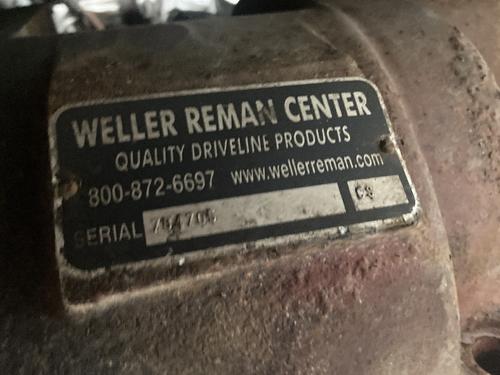 WELLER REMAN CENTER
QUALITY DRIVELINE PRODUCTS
800-872-6697 www.wellerreman.com
SERIAL